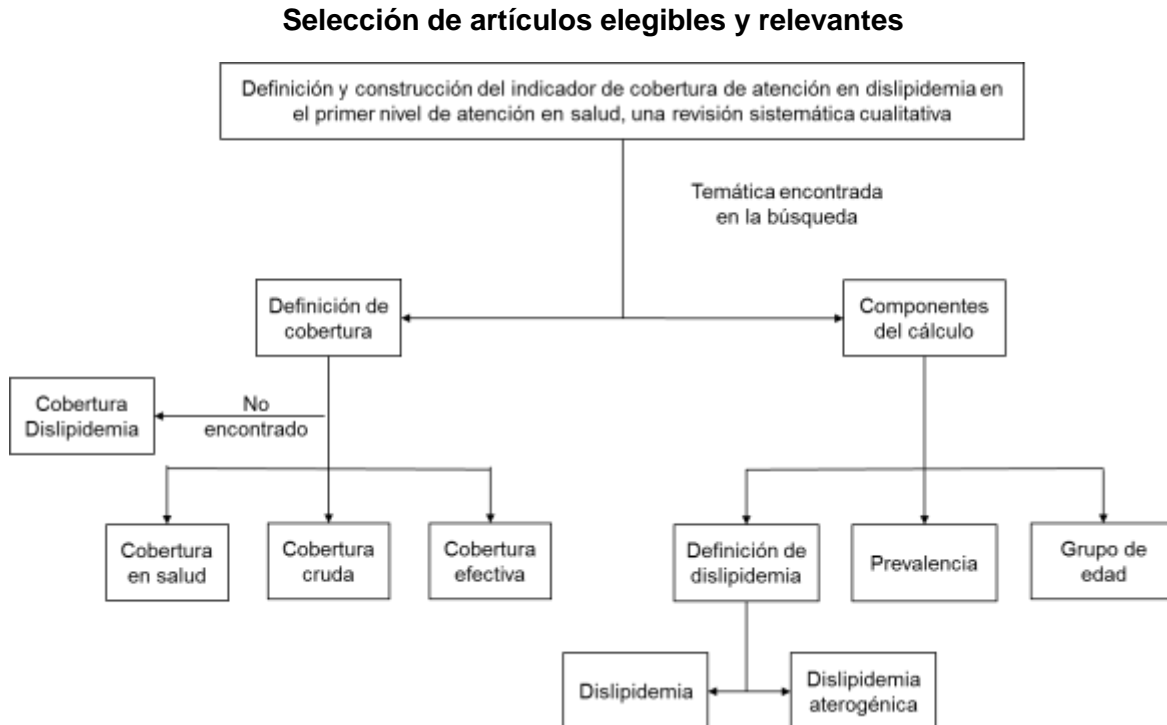 Selección de artículos elegibles y relevantes
Definición y construcción del indicador de cobertura de atención en dislipidemia en
el primer nivel de atención en salud, una revisión sistemática cualitativa
Temática encontrada
en la búsqueda
Definición de
cobertura
Componentes
del cálculo
Cobertura
Dislipidemia
No
encontrado
Cobertura
en salud
Cobertura
cruda
Cobertura
efectiva
Definición de
dislipidemia
Prevalencia
Grupo de
edad
Dislipidemia
Dislipidemia
aterogénica